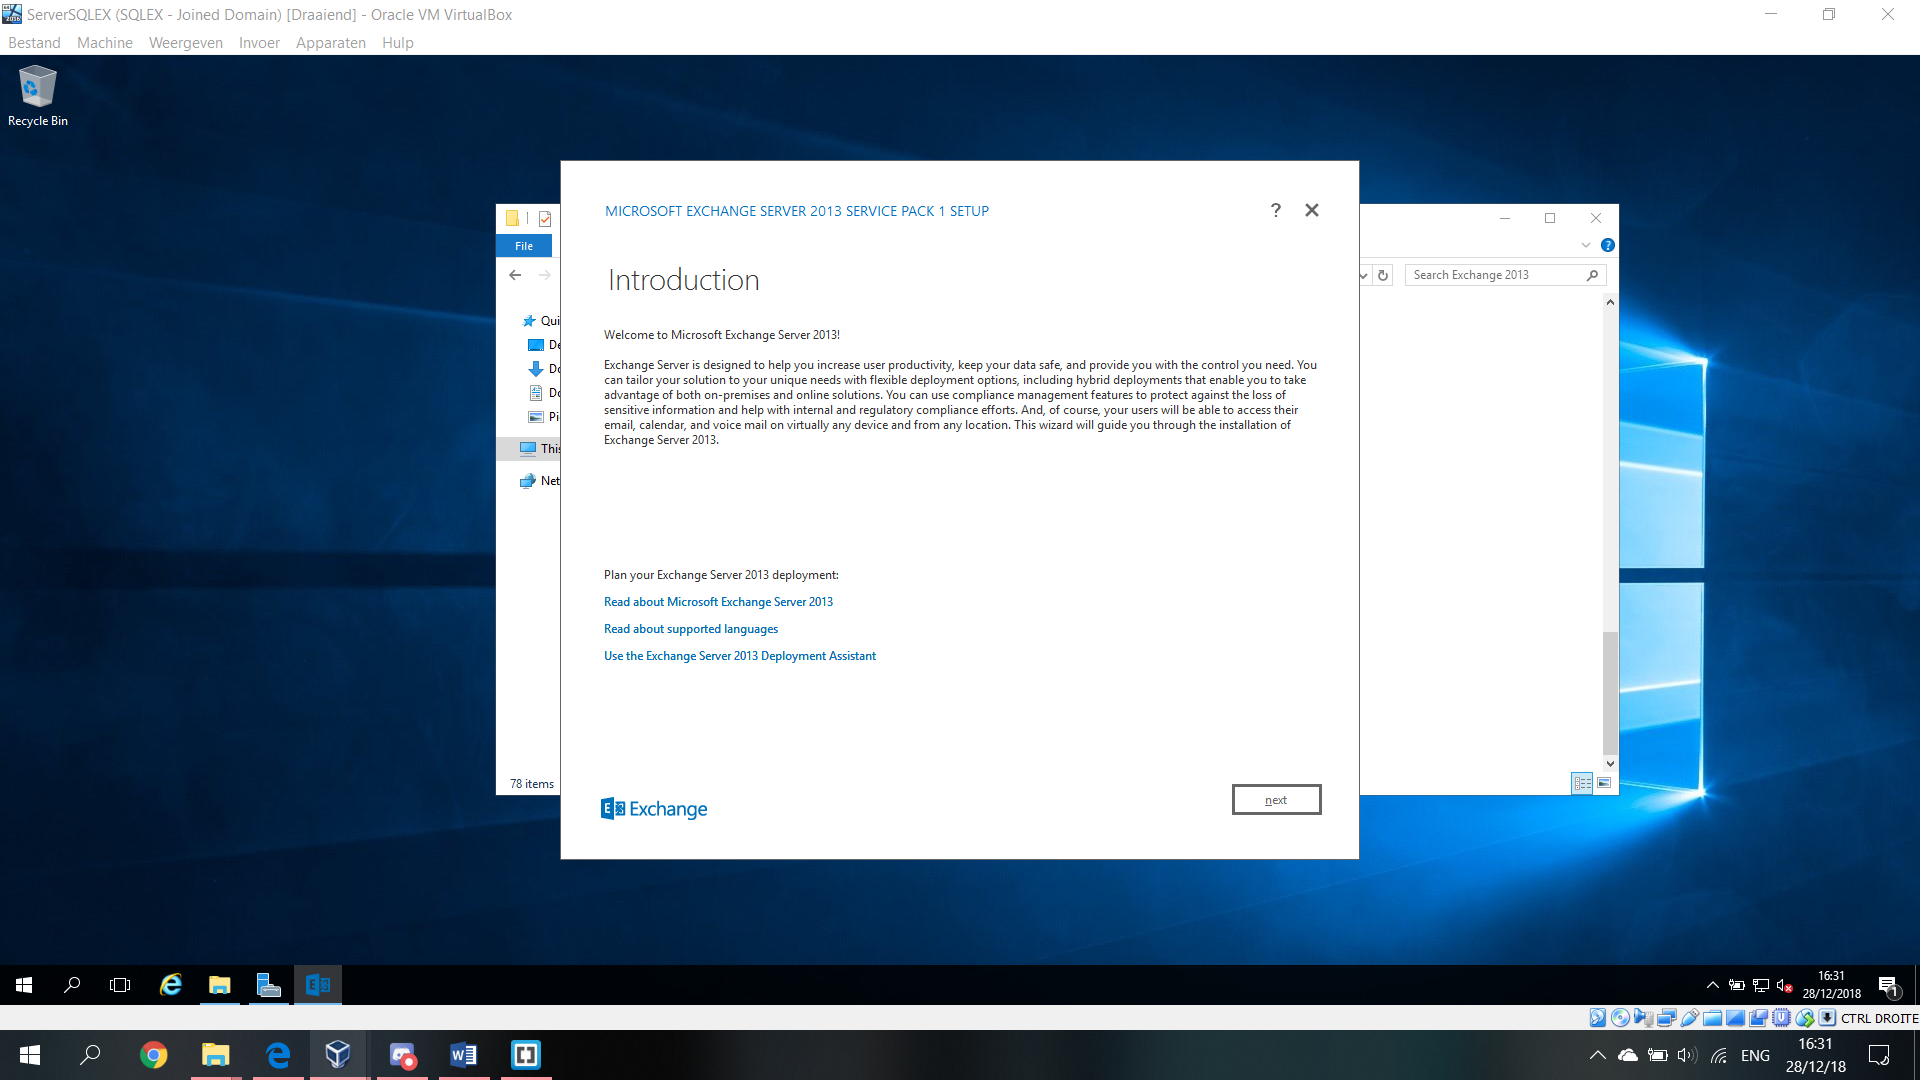 ServerSQLEX (SQLEX - Joined Domain) [Draaiend] - Oracle VM VirtualBox
Bestand Machine Weergeven Invoer Apparaten Hulp
Recycle Bin
MICROSOFT EXCHANGE SERVER 2013 SERVICE PACK 1 SETUP
?
File
Introduction
Search Exchange 2013
Qui
De
Do
Do
Pi
This
Net
Welcome to Microsoft Exchange Server 2013!
Exchange Server is designed to help you increase user productivity, keep your data safe, and provide you with the control you need. You
can tailor your solution to your unique needs with flexible deployment options, including hybrid deployments that enable you to take
advantage of both on-premises and online solutions. You can use compliance management features to protect against the loss of
sensitive information and help with internal and regulatory compliance efforts. And, of course, your users will be able to access their
email, calendar, and voice mail on virtually any device and from any location. This wizard will guide you through the installation of
Exchange Server 2013.
Plan your Exchange Server 2013 deployment:
Read about Microsoft Exchange Server 2013
Read about supported languages
Use the Exchange Server 2013 Deployment Assistant
78 items
Exchange
next
16:31
28/12/2018
1
CTRL DROITE
ENG
16:31
28/12/18